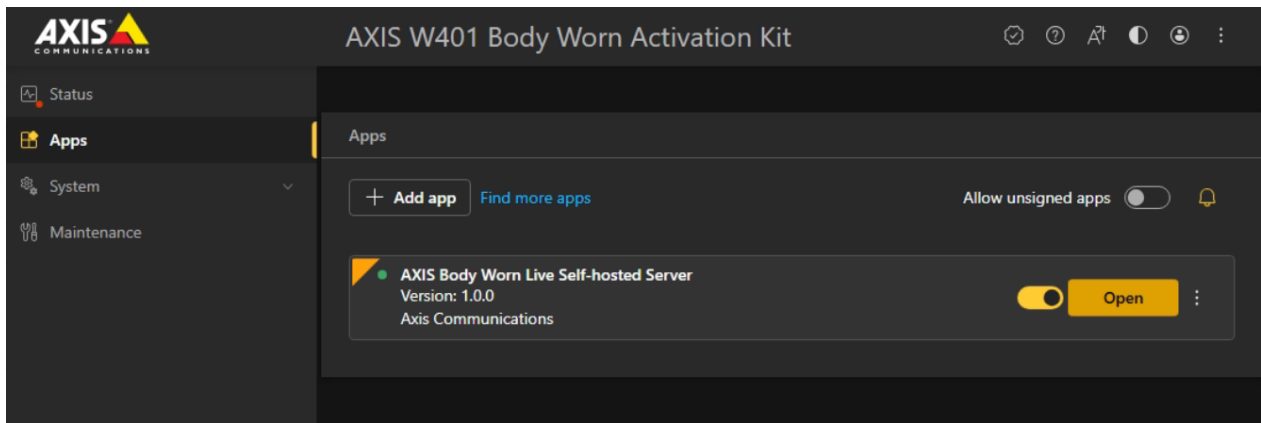 AXIS
COMMUNICATIONS
AXIS W401 Body Worn Activation Kit
Status
Apps
System
Maintenance
Apps
Add app
Find more apps
Allow unsigned apps
AXIS Body Worn Live Self-hosted Server
Version: 1.0.0
Axis Communications
Open